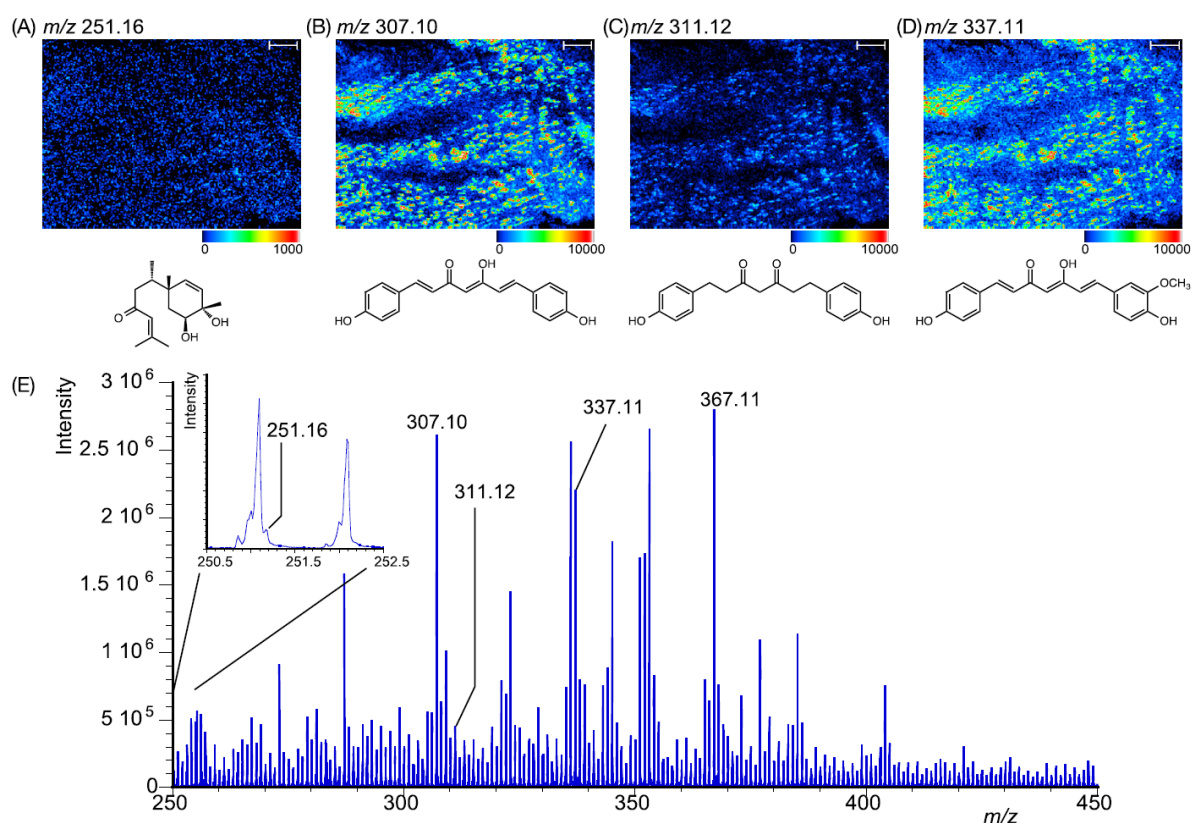 (A) m/z 251.16 (B) m/z 307.10 (C) m/z 311.12 (D) m/z 337.11
0 1000 0 10000 0 10000 0 10000
O OH OH
O OH HO OH
O O HO OH
O OH OCH3 HO OH
(E)
Intensity
3 10^6
2.5 10^6
2 10^6
1.5 10^6
1 10^6
5 10^5
0
Intensity
251.16
250.5 251.5 252.5
307.10
311.12
337.11
367.11
250 300 350 400 450
m/z